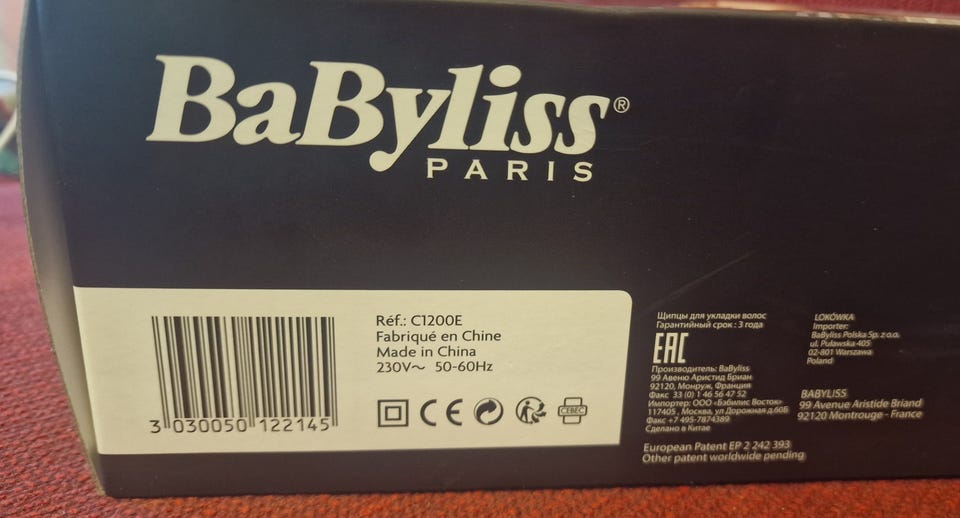 BaByliss®
PARIS
Réf.: C1200E
Fabriqué en Chine
Made in China
230V~ 50-60Hz
3 030050 122145
CE
CEBEC
Щипцы для укладки волос
Гарантийный срок : 3 года
EAC
Производитель: BaByliss
99 Авеню Аристид Бриан
92120, Монруж, Франция
Факс 33 (0) 1 46 56 47 52
Импортер: ООО «Бэбилис Восток»
117405 , Москва, ул Дорожная д.60Б
Факс +7 495-7874389
Сделано в Китае
LOKÓWKA
Importer:
BaByliss Polska Sp. z o.o.
ul. Puławska 405
02-801 Warszawa
Poland
BABYLISS
99 Avenue Aristide Briand
92120 Montrouge - France
European Patent EP 2 242 393
Other patent worldwide pending